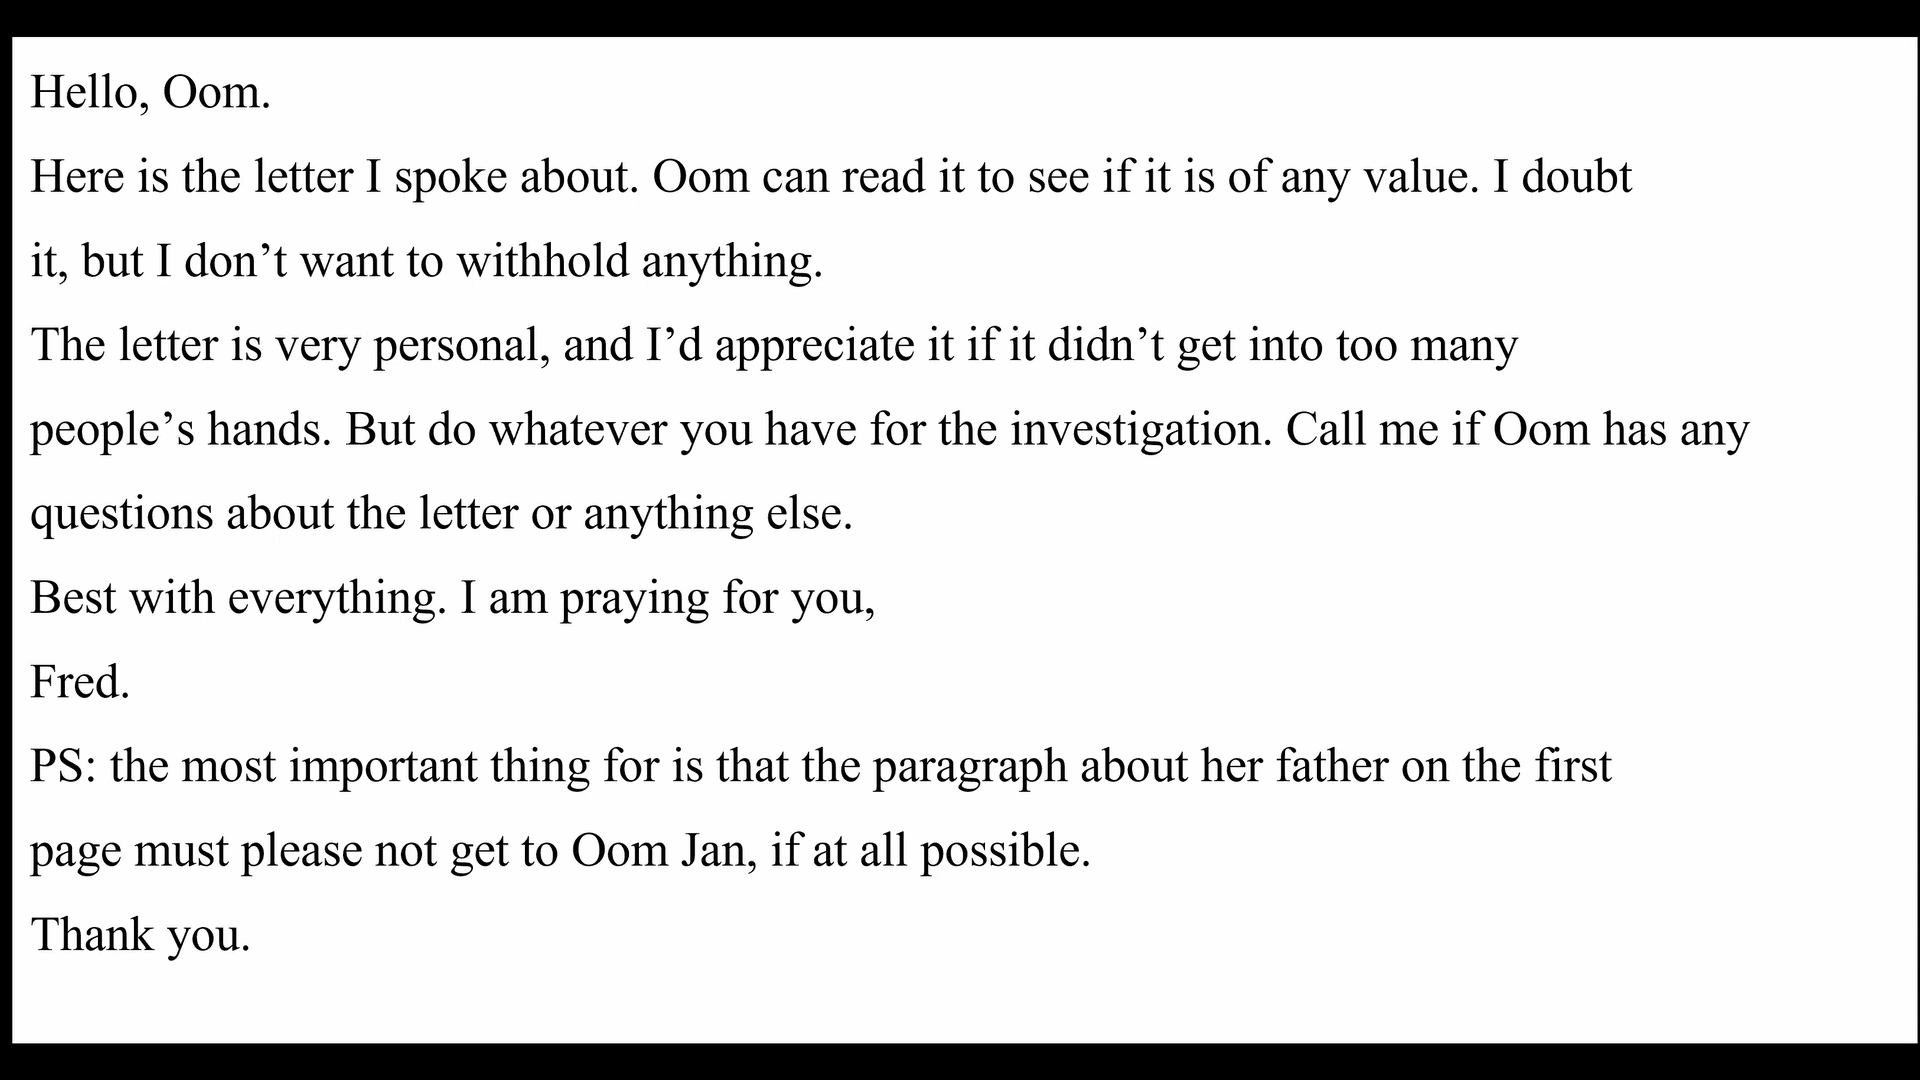 Hello, Oom.
Here is the letter I spoke about. Oom can read it to see if it is of any value. I doubt
it, but I don’t want to withhold anything.
The letter is very personal, and I’d appreciate it if it didn’t get into too many
people’s hands. But do whatever you have for the investigation. Call me if Oom has any
questions about the letter or anything else.
Best with everything. I am praying for you,
Fred.
PS: the most important thing for is that the paragraph about her father on the first
page must please not get to Oom Jan, if at all possible.
Thank you.